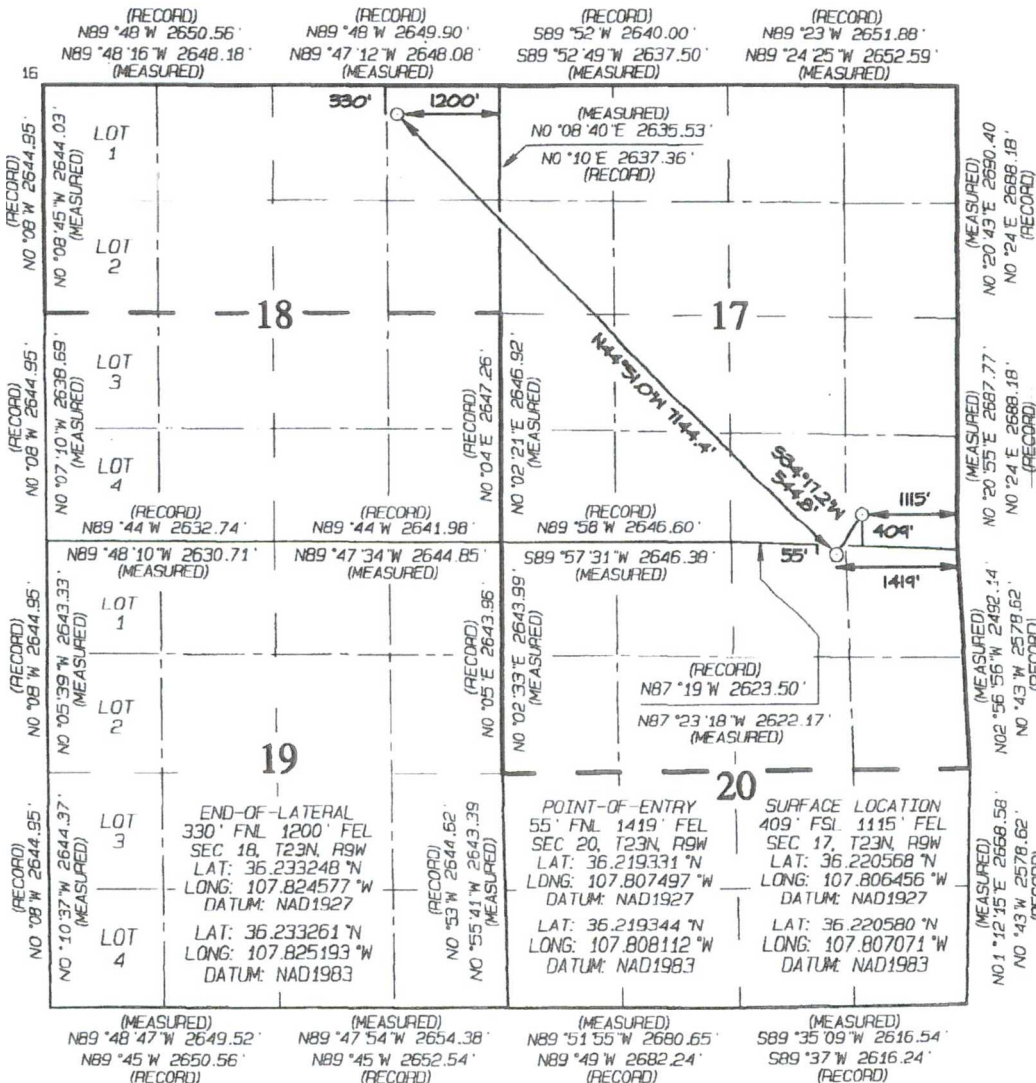 (RECORD)
N89°48'W 2650.56'
N89°48'16"W 2648.18'
(MEASURED)
(RECORD)
N89°48'W 2649.90'
N89°47'12"W 2648.08'
(MEASURED)
(RECORD)
S89°52'W 2640.00'
S89°52'49"W 2637.50'
(MEASURED)
(RECORD)
N89°23'W 2651.88'
N89°24'25"W 2652.59'
(MEASURED)
16
330'
1200'
(MEASURED)
N0°08'40"E 2635.53'
N0°10'E 2637.36'
(RECORD)
(RECORD)
N0°08'W 2644.95'
N0°08'45"W 2644.03'
(MEASURED)
LOT
1
LOT
2
18
17
(MEASURED)
N0°20'43"E 2690.40
N0°24'E 2688.18'
(RECORD)
(RECORD)
N0°08'W 2644.95'
N0°07'10"W 2638.69'
(MEASURED)
LOT
3
LOT
4
(RECORD)
N0°04'E 2647.26'
N0°02'21"E 2646.92'
(MEASURED)
N44°51.0'W 7144.4'
S34°17.2'W
544.8'
1115'
409'
55'
1419'
(MEASURED)
N0°20'55"E 2687.77'
N0°24'E 2688.18'
(RECORD)
(RECORD)
N89°44'W 2632.74'
N89°48'10"W 2630.71'
(MEASURED)
(RECORD)
N89°44'W 2641.98'
N89°47'34"W 2644.85'
(MEASURED)
(RECORD)
N89°58'W 2646.60'
S89°57'31"W 2646.38'
(MEASURED)
(RECORD)
N0°08'W 2644.95'
N0°05'39"W 2643.33'
(MEASURED)
LOT
1
LOT
2
(RECORD)
N0°05'E 2643.96'
N0°02'33"E 2643.99'
(MEASURED)
(RECORD)
N87°19'W 2623.50'
N87°23'18"W 2622.17'
(MEASURED)
(MEASURED)
N02°56'56"W 2492.14'
N0°43'W 2578.62'
(RECORD)
19
20
(RECORD)
N0°08'W 2644.95'
N0°10'37"W 2644.37'
(MEASURED)
LOT
3
LOT
4
END-OF-LATERAL
330' FNL 1200' FEL
SEC 18, T23N, R9W
LAT: 36.233248°N
LONG: 107.824577°W
DATUM: NAD1927
LAT: 36.233261°N
LONG: 107.825193°W
DATUM: NAD1983
(RECORD)
N0°53'W 2644.62'
N0°55'41"W 2643.39
(MEASURED)
POINT-OF-ENTRY
55' FNL 1419' FEL
SEC 20, T23N, R9W
LAT: 36.219331°N
LONG: 107.807497°W
DATUM: NAD1927
LAT: 36.219344°N
LONG: 107.808112°W
DATUM: NAD1983
SURFACE LOCATION
409' FSL 1115' FEL
SEC 17, T23N, R9W
LAT: 36.220568°N
LONG: 107.806456°W
DATUM: NAD1927
LAT: 36.220580°N
LONG: 107.807071°W
DATUM: NAD1983
(MEASURED)
N01°12'15"E 2668.58'
N0°43'W 2578.62'
(RECORD)
(MEASURED)
N89°48'47"W 2649.52'
N89°45'W 2650.56'
(RECORD)
(MEASURED)
N89°47'54"W 2654.38'
N89°45'W 2652.54'
(RECORD)
(MEASURED)
N89°51'55"W 2680.65'
N89°49'W 2682.24'
(RECORD)
(MEASURED)
S89°35'09"W 2616.54'
S89°37'W 2616.24'
(RECORD)